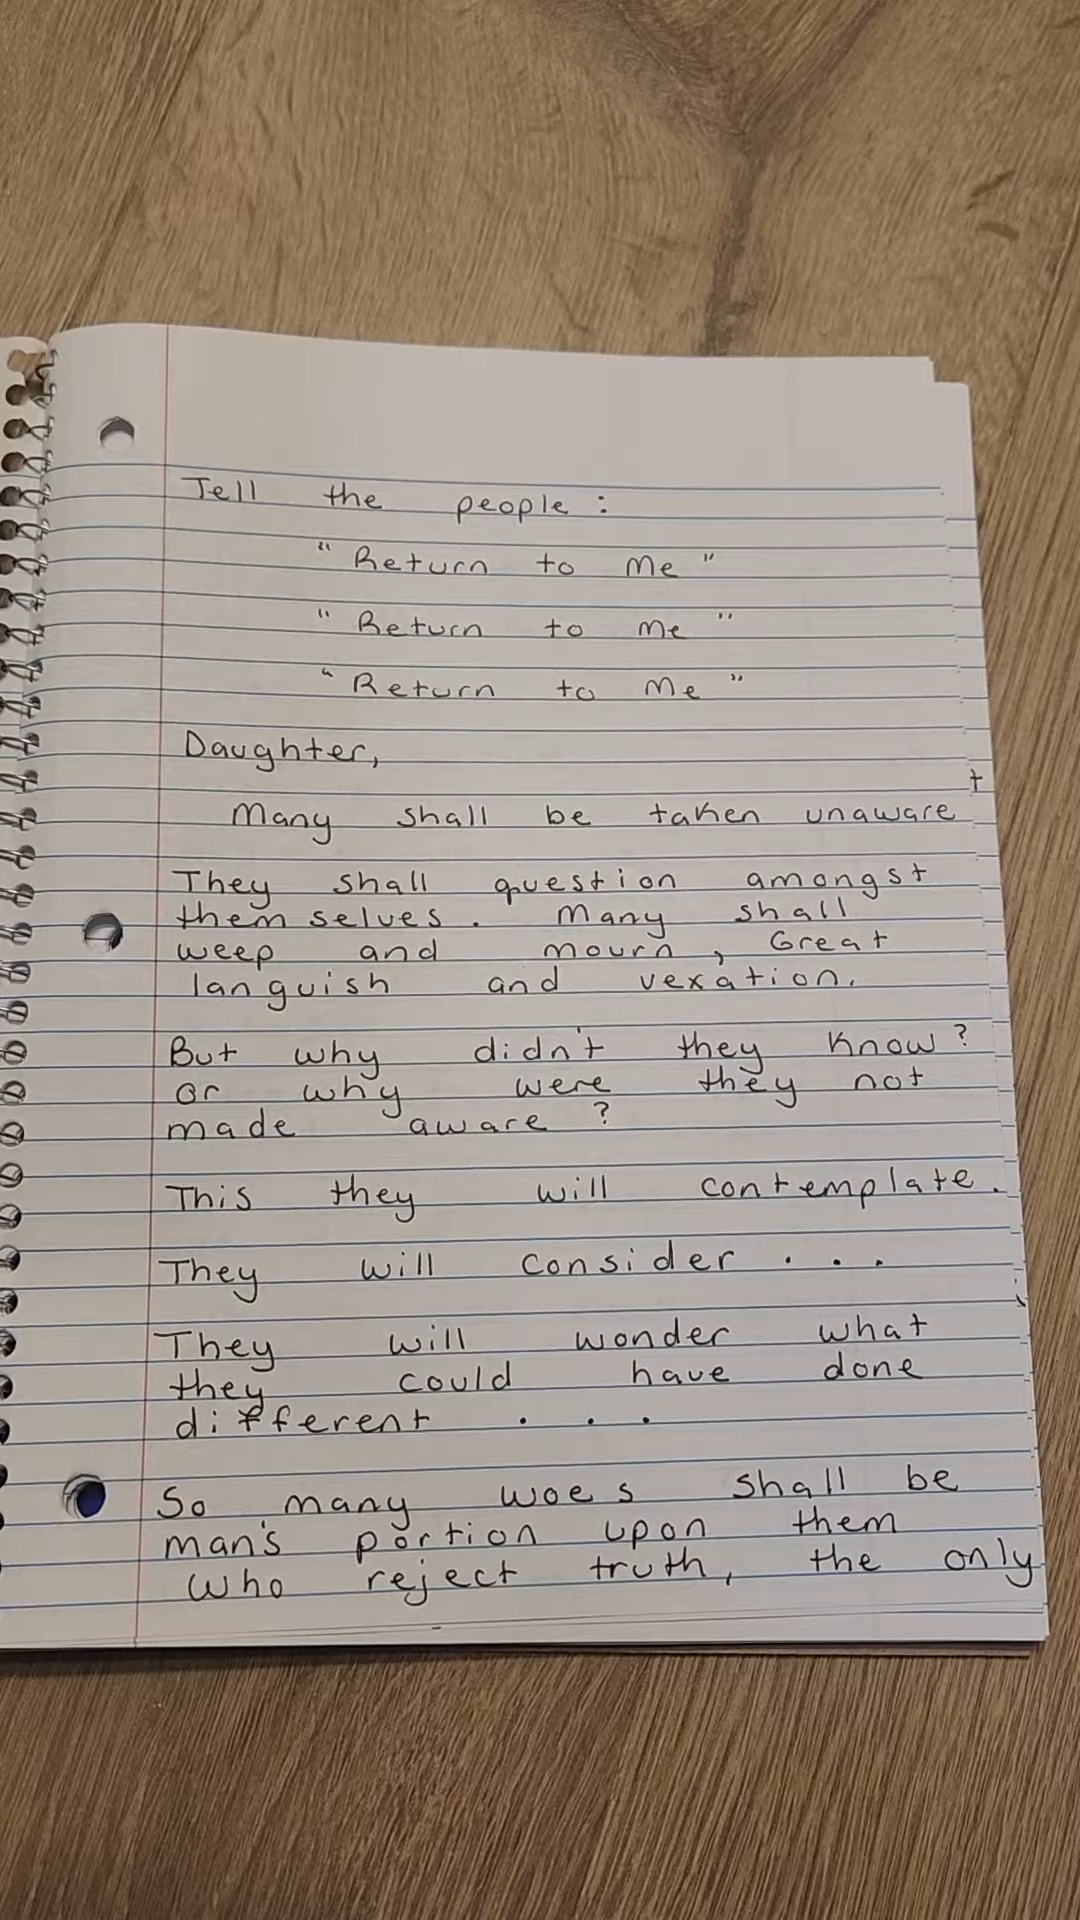 Tell the people:
"Return to Me"
"Return to Me"
"Return to Me"
Daughter,
Many shall be taken unaware
They shall question amongst
themselves. Many shall
weep and mourn, Great
languish and vexation.
But why didn't they know?
or why were they not
made aware?
This they will contemplate.
They will consider . . .
They will wonder what
they could have done
different . . .
So many woes shall be
man's portion upon them
who reject truth, the only